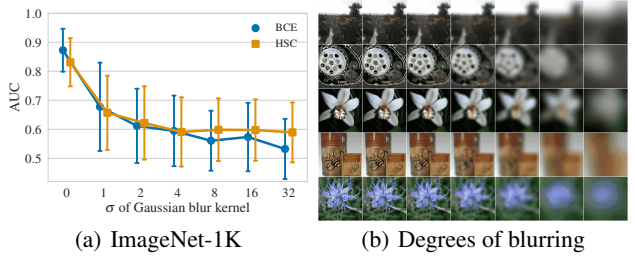 1.0
0.9
0.8
0.7
0.6
0.5
AUC
BCE
HSC
0 1 2 4 8 16 32
σ of Gaussian blur kernel
(a) ImageNet-1K
(b) Degrees of blurring